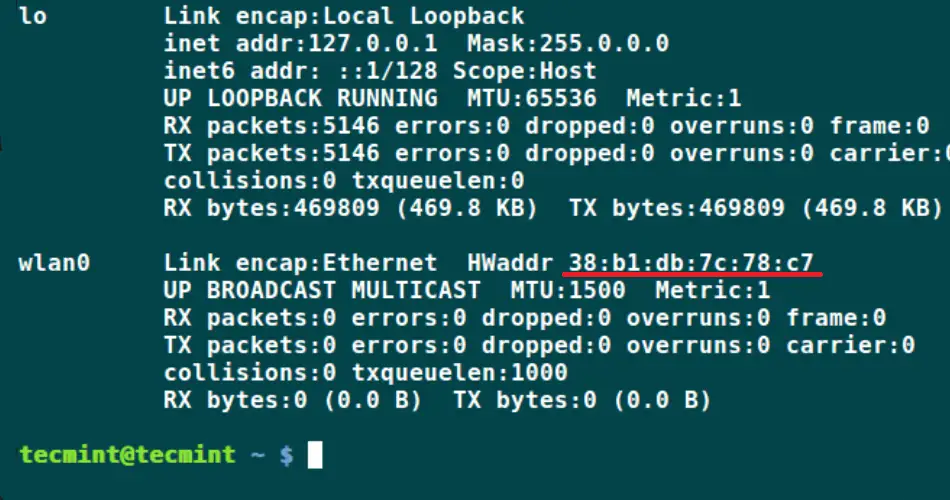 lo Link encap:Local Loopback
inet addr:127.0.0.1 Mask:255.0.0.0
inet6 addr: ::1/128 Scope:Host
UP LOOPBACK RUNNING MTU:65536 Metric:1
RX packets:5146 errors:0 dropped:0 overruns:0 frame:0
TX packets:5146 errors:0 dropped:0 overruns:0 carrier:0
collisions:0 txqueuelen:0
RX bytes:469809 (469.8 KB) TX bytes:469809 (469.8 KB)
wlan0 Link encap:Ethernet HWaddr 38:b1:db:7c:78:c7
UP BROADCAST MULTICAST MTU:1500 Metric:1
RX packets:0 errors:0 dropped:0 overruns:0 frame:0
TX packets:0 errors:0 dropped:0 overruns:0 carrier:0
collisions:0 txqueuelen:1000
RX bytes:0 (0.0 B) TX bytes:0 (0.0 B)
tecmint@tecmint ~ $